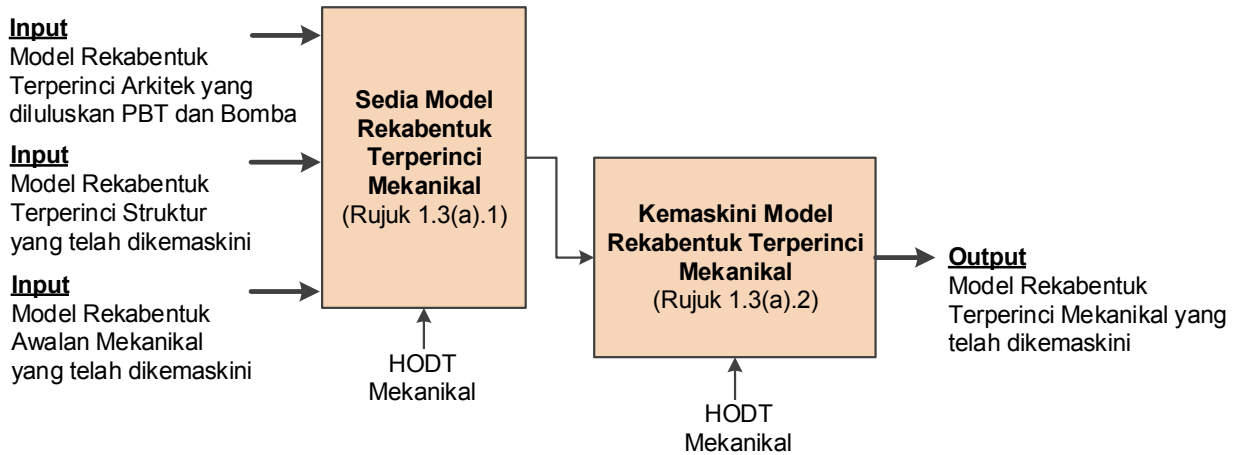 Input
Model Rekabentuk
Terperinci Arkitek yang
diluluskan PBT dan Bomba
Input
Model Rekabentuk
Terperinci Struktur
yang telah dikemaskini
Input
Model Rekabentuk
Awalan Mekanikal
yang telah dikemaskini
Sedia Model
Rekabentuk
Terperinci
Mekanikal
(Rujuk 1.3(a).1)
HODT
Mekanikal
Kemaskini Model
Rekabentuk Terperinci
Mekanikal
(Rujuk 1.3(a).2)
HODT
Mekanikal
Output
Model Rekabentuk
Terperinci Mekanikal yang
telah dikemaskini